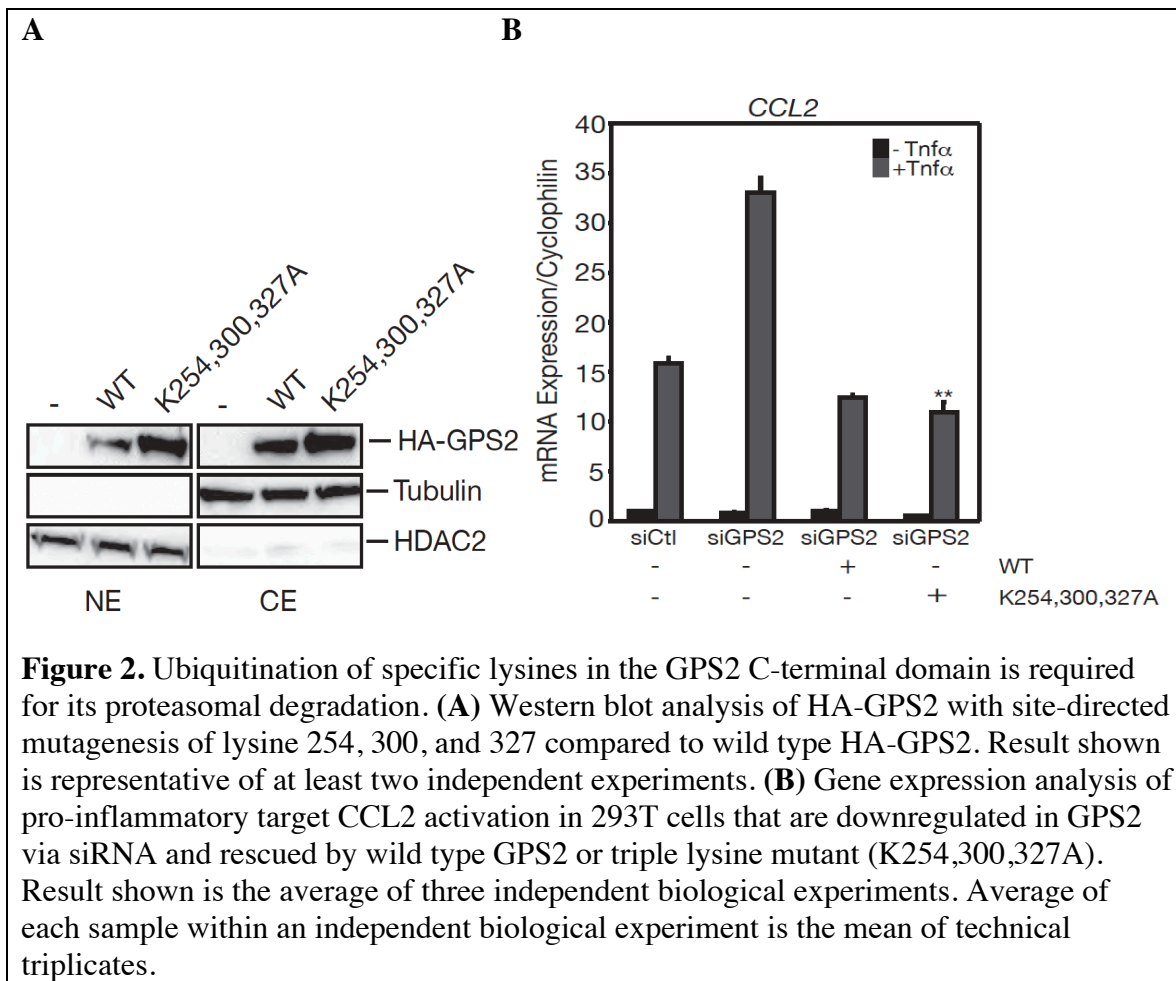 A
B
-
WT
K254,300,327A
-
WT
K254,300,327A
HA-GPS2
Tubulin
HDAC2
NE
CE
CCL2
- Tnfα
+Tnfα
mRNA Expression/Cyclophilin
40
35
30
25
20
15
10
5
0
**
siCtl siGPS2 siGPS2 siGPS2
- - + - WT
- - - + K254,300,327A
Figure 2. Ubiquitination of specific lysines in the GPS2 C-terminal domain is required
for its proteasomal degradation. (A) Western blot analysis of HA-GPS2 with site-directed
mutagenesis of lysine 254, 300, and 327 compared to wild type HA-GPS2. Result shown
is representative of at least two independent experiments. (B) Gene expression analysis of
pro-inflammatory target CCL2 activation in 293T cells that are downregulated in GPS2
via siRNA and rescued by wild type GPS2 or triple lysine mutant (K254,300,327A).
Result shown is the average of three independent biological experiments. Average of
each sample within an independent biological experiment is the mean of technical
triplicates.